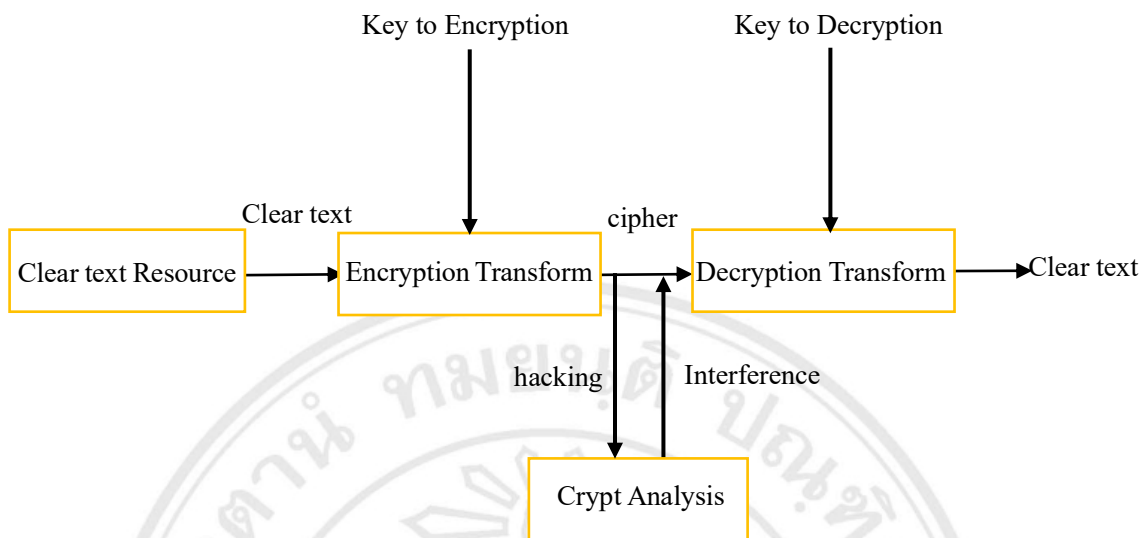 Key to Encryption
Key to Decryption
Clear text
cipher
Clear text Resource
Encryption Transform
Decryption Transform
Clear text
hacking
Interference
Crypt Analysis